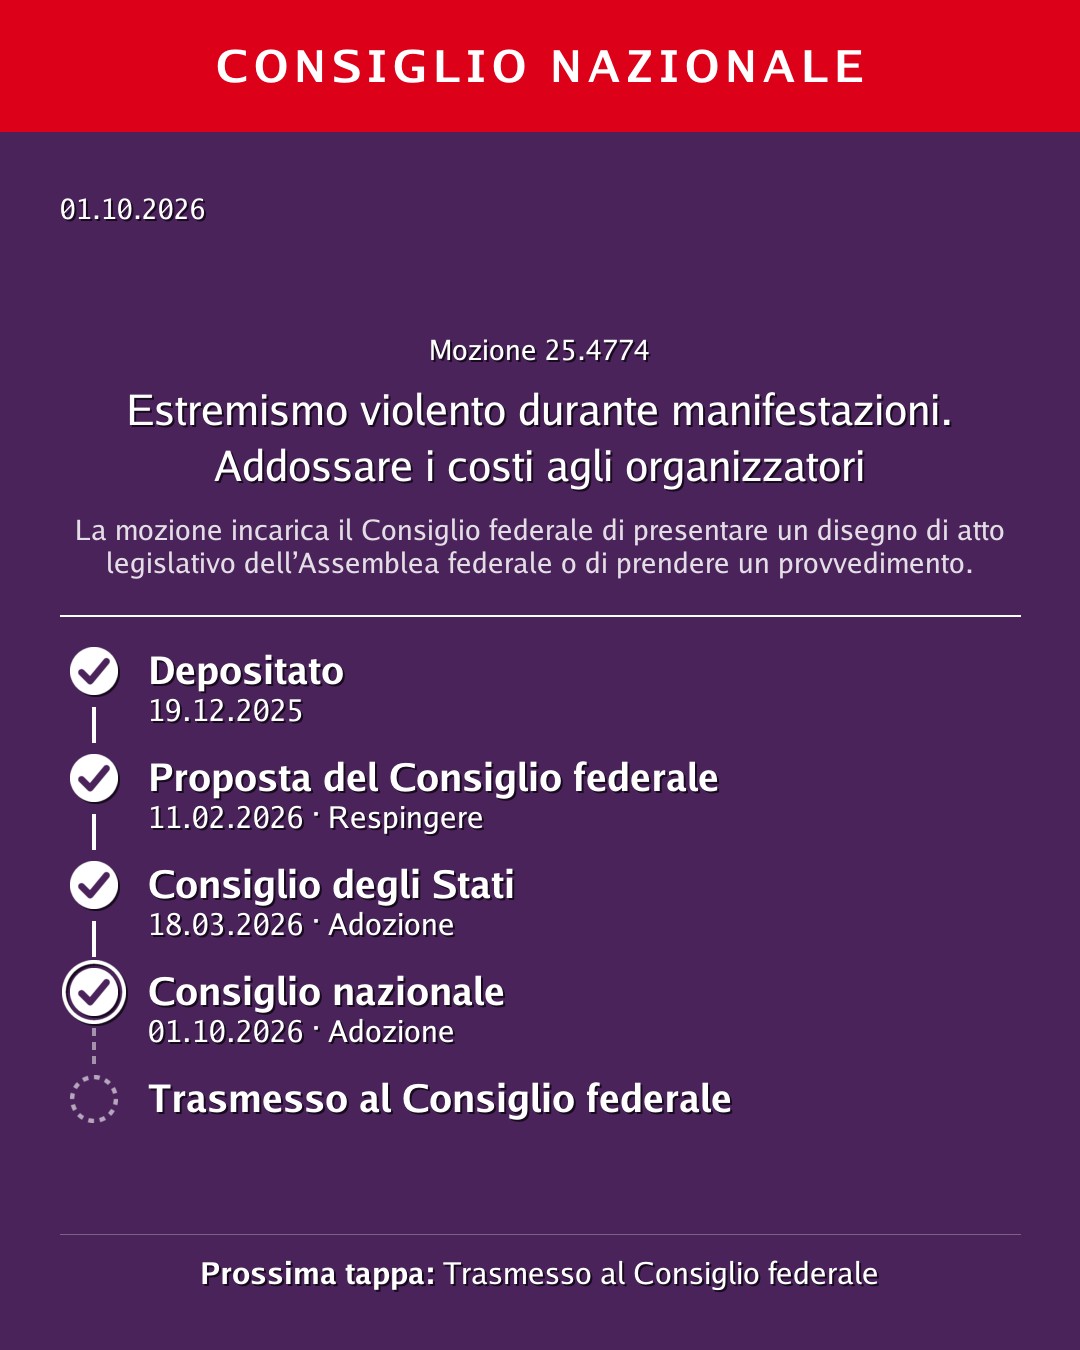 CONSIGLIO NAZIONALE
01.10.2026
Mozione 25.4774
Estremismo violento durante manifestazioni.
Addossare i costi agli organizzatori
La mozione incarica il Consiglio federale di presentare un disegno di atto
legislativo dell’Assemblea federale o di prendere un provvedimento.
Depositato
19.12.2025
Proposta del Consiglio federale
11.02.2026 · Respingere
Consiglio degli Stati
18.03.2026 · Adozione
Consiglio nazionale
01.10.2026 · Adozione
Trasmesso al Consiglio federale
Prossima tappa: Trasmesso al Consiglio federale